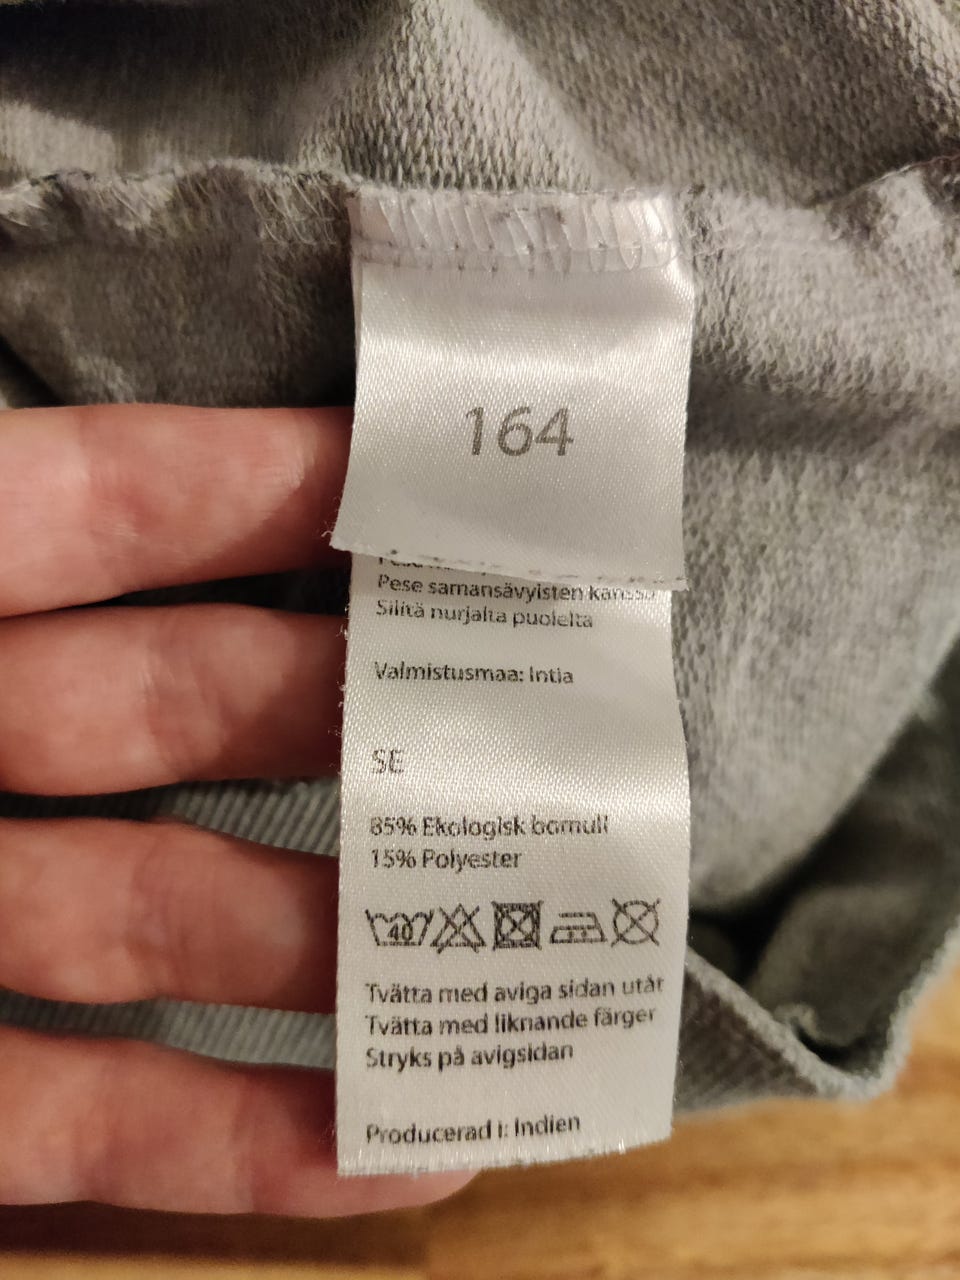 164
Pese samansävyisten kanssa
Silitä nurjalta puolelta
Valmistusmaa: Intia
SE
85% Ekologisk bomull
15% Polyester
40
Tvätta med aviga sidan utåt
Tvätta med liknande färger
Stryks på avigsidan
Producerad i: Indien